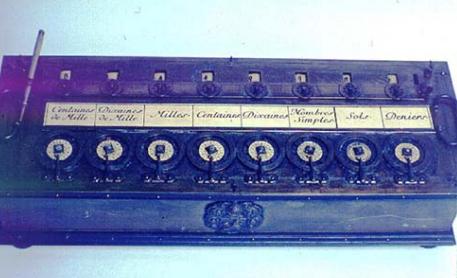 Centaines de Mille
Dixaines de Mille
Milles
Centaines
Dixaines
Nombres Simples
Sols
Deniers